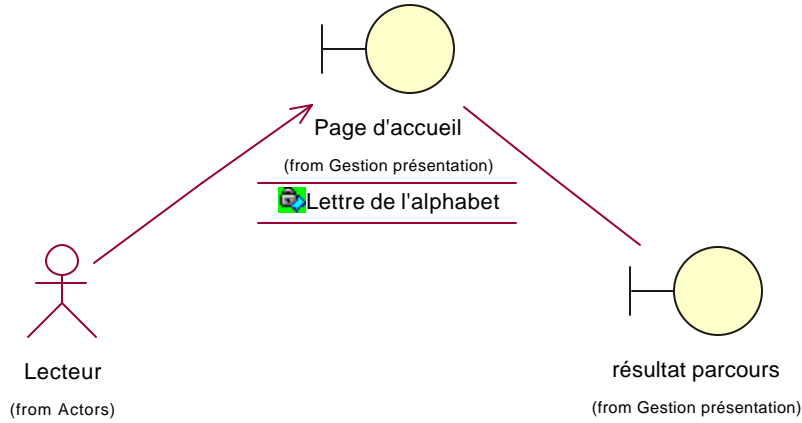 Page d'accueil
(from Gestion présentation)
Lettre de l'alphabet
Lecteur
(from Actors)
résultat parcours
(from Gestion présentation)